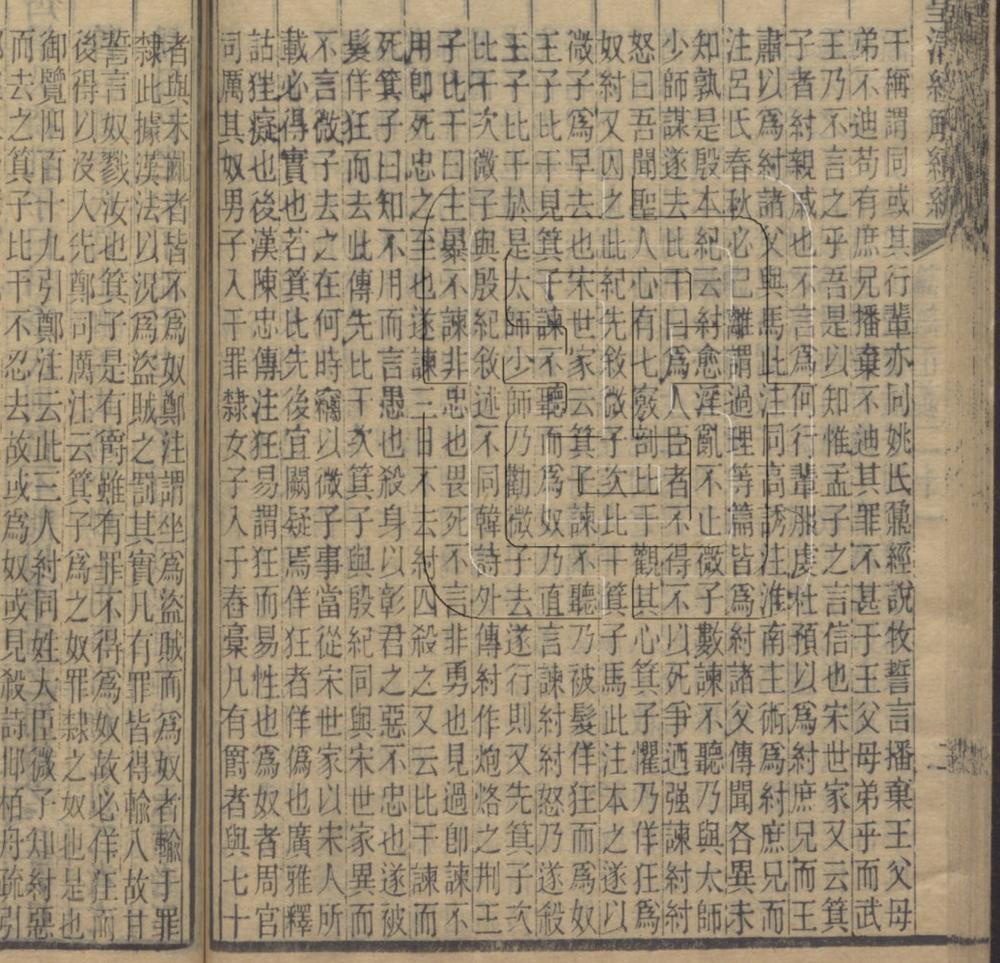 皇清經解續編
干稱謂同或其行輩亦同姚氏鼐經說牧誓言播棄王父母
弟不迪苟有庶兄播棄不迪其罪不甚于王父母弟乎而武
王乃不言之乎吾是以知惟孟子之言信也宋世家又云箕
子者紂親戚也不言爲何行輩服虔杜預以爲紂庶兄而王
肅以爲紂諸父與馬此注同高誘注淮南主術爲紂庶兄而
注呂氏春秋必己離謂過理等篇皆爲紂諸父傳聞各異未
知孰是殷本紀云紂愈淫亂不止微子數諫不聽乃與太師
少師謀遂去比干曰爲人臣者不得不以死爭迺强諫紂紂
怒曰吾聞聖人心有七竅剖比干觀其心箕子懼乃佯狂爲
奴紂又囚之此紀先敘微子次比干箕子馬此注本之遂以
微子爲早去也宋世家云箕子諫不聽乃被髮佯狂而爲奴
王子比干見箕子諫不聽而爲奴乃直言諫紂紂怒乃遂殺
王子比干於是太師少師乃勸微子去遂行則又先箕子次
比干次微子與殷紀敘述不同韓詩外傳紂作炮烙之刑王
子比干曰主暴不諫非忠也畏死不言非勇也見過卽諫不
用卽死忠之至也遂諫三日不去紂囚殺之又云比干諫而
死箕子曰知不用而言愚也殺身以彰君之惡不忠也遂被
髮佯狂而去此傳先比干次箕子與殷紀同與宋世家異而
不言微子去之在何時竊以微子事當從宋世家以宋人所
載必得實也若箕比先後宜闕疑焉佯狂者佯僞也廣雅釋
詁狂癡也後漢陳忠傳注狂易謂狂而易性也爲奴者周官
司厲其奴男子入于罪隸女子入于舂稾凡有爵者與七十
者與未齓者皆不爲奴鄭注謂坐爲盜賊而爲奴者輸于罪
隸此據漢法以況爲盜賊之罰其實凡有罪皆得輸入故甘
誓言奴戮汝也箕子是有爵雖有罪不得爲奴故必佯狂而
後得以沒入先鄭司厲注云箕子爲之奴罪隸之奴也是也
御覽四百十九引鄭注云此三人紂同姓大臣微子知紂惡
而去之箕子比干不忍去故或爲奴或見殺詩邶栢舟疏引